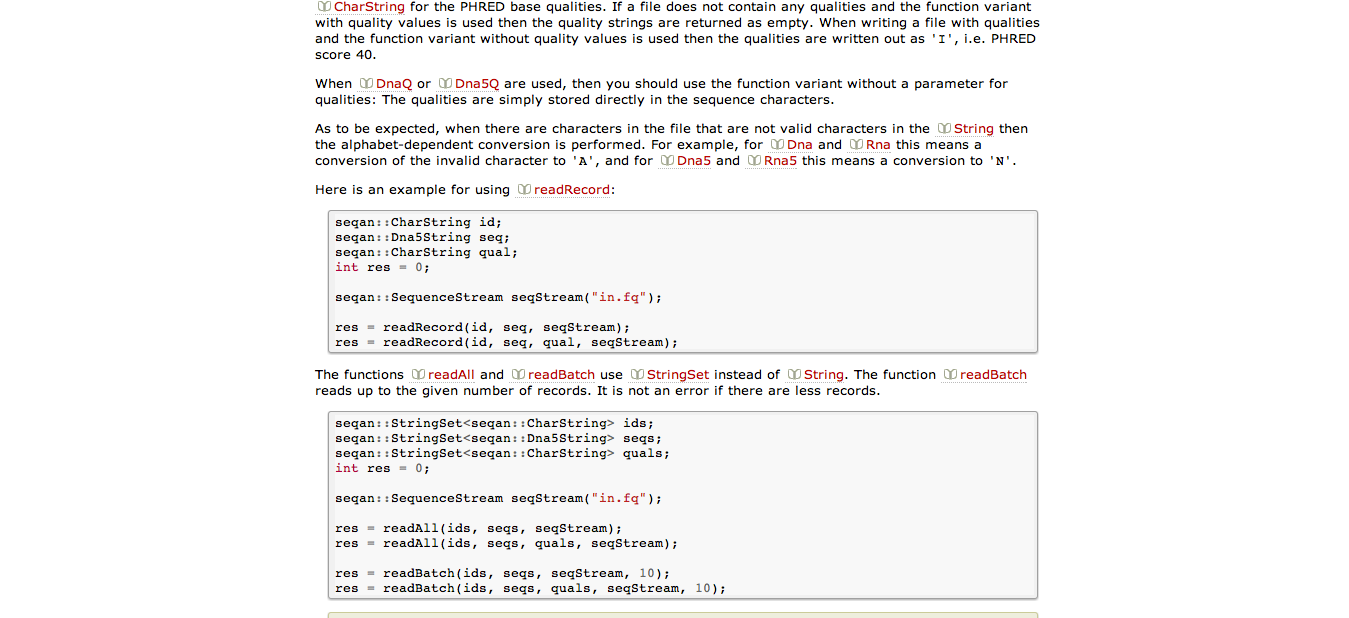 CharString for the PHRED base qualities. If a file does not contain any qualities and the function variant
with quality values is used then the quality strings are returned as empty. When writing a file with qualities
and the function variant without quality values is used then the qualities are written out as 'I', i.e. PHRED
score 40.
When DnaQ or Dna5Q are used, then you should use the function variant without a parameter for
qualities: The qualities are simply stored directly in the sequence characters.
As to be expected, when there are characters in the file that are not valid characters in the String then
the alphabet-dependent conversion is performed. For example, for Dna and Rna this means a
conversion of the invalid character to 'A', and for Dna5 and Rna5 this means a conversion to 'N'.
Here is an example for using readRecord:
seqan::CharString id;
seqan::Dna5String seq;
seqan::CharString qual;
int res = 0;
seqan::SequenceStream seqStream("in.fq");
res = readRecord(id, seq, seqStream);
res = readRecord(id, seq, qual, seqStream);
The functions readAll and readBatch use StringSet instead of String. The function readBatch
reads up to the given number of records. It is not an error if there are less records.
seqan::StringSet<seqan::CharString> ids;
seqan::StringSet<seqan::Dna5String> seqs;
seqan::StringSet<seqan::CharString> quals;
int res = 0;
seqan::SequenceStream seqStream("in.fq");
res = readAll(ids, seqs, seqStream);
res = readAll(ids, seqs, quals, seqStream);
res = readBatch(ids, seqs, seqStream, 10);
res = readBatch(ids, seqs, quals, seqStream, 10);